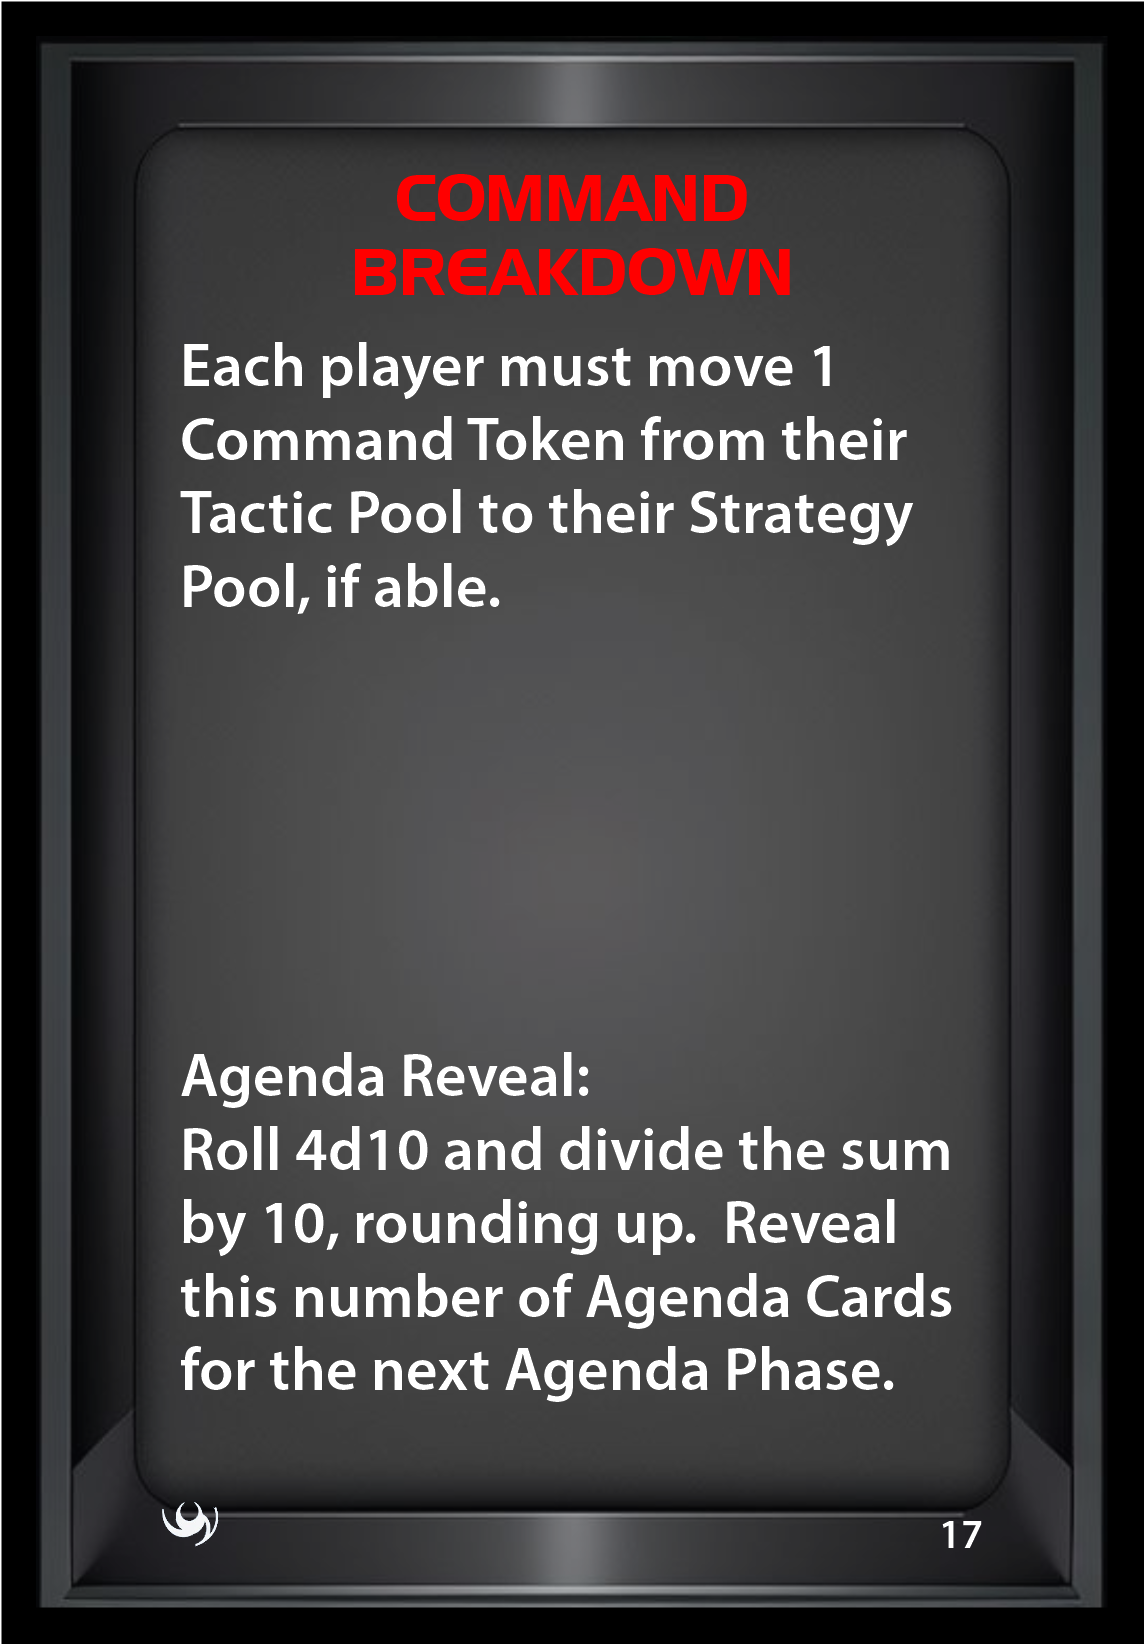 COMMAND
BREAKDOWN
Each player must move 1
Command Token from their
Tactic Pool to their Strategy
Pool, if able.
Agenda Reveal:
Roll 4d10 and divide the sum
by 10, rounding up.  Reveal
this number of Agenda Cards
for the next Agenda Phase.
17